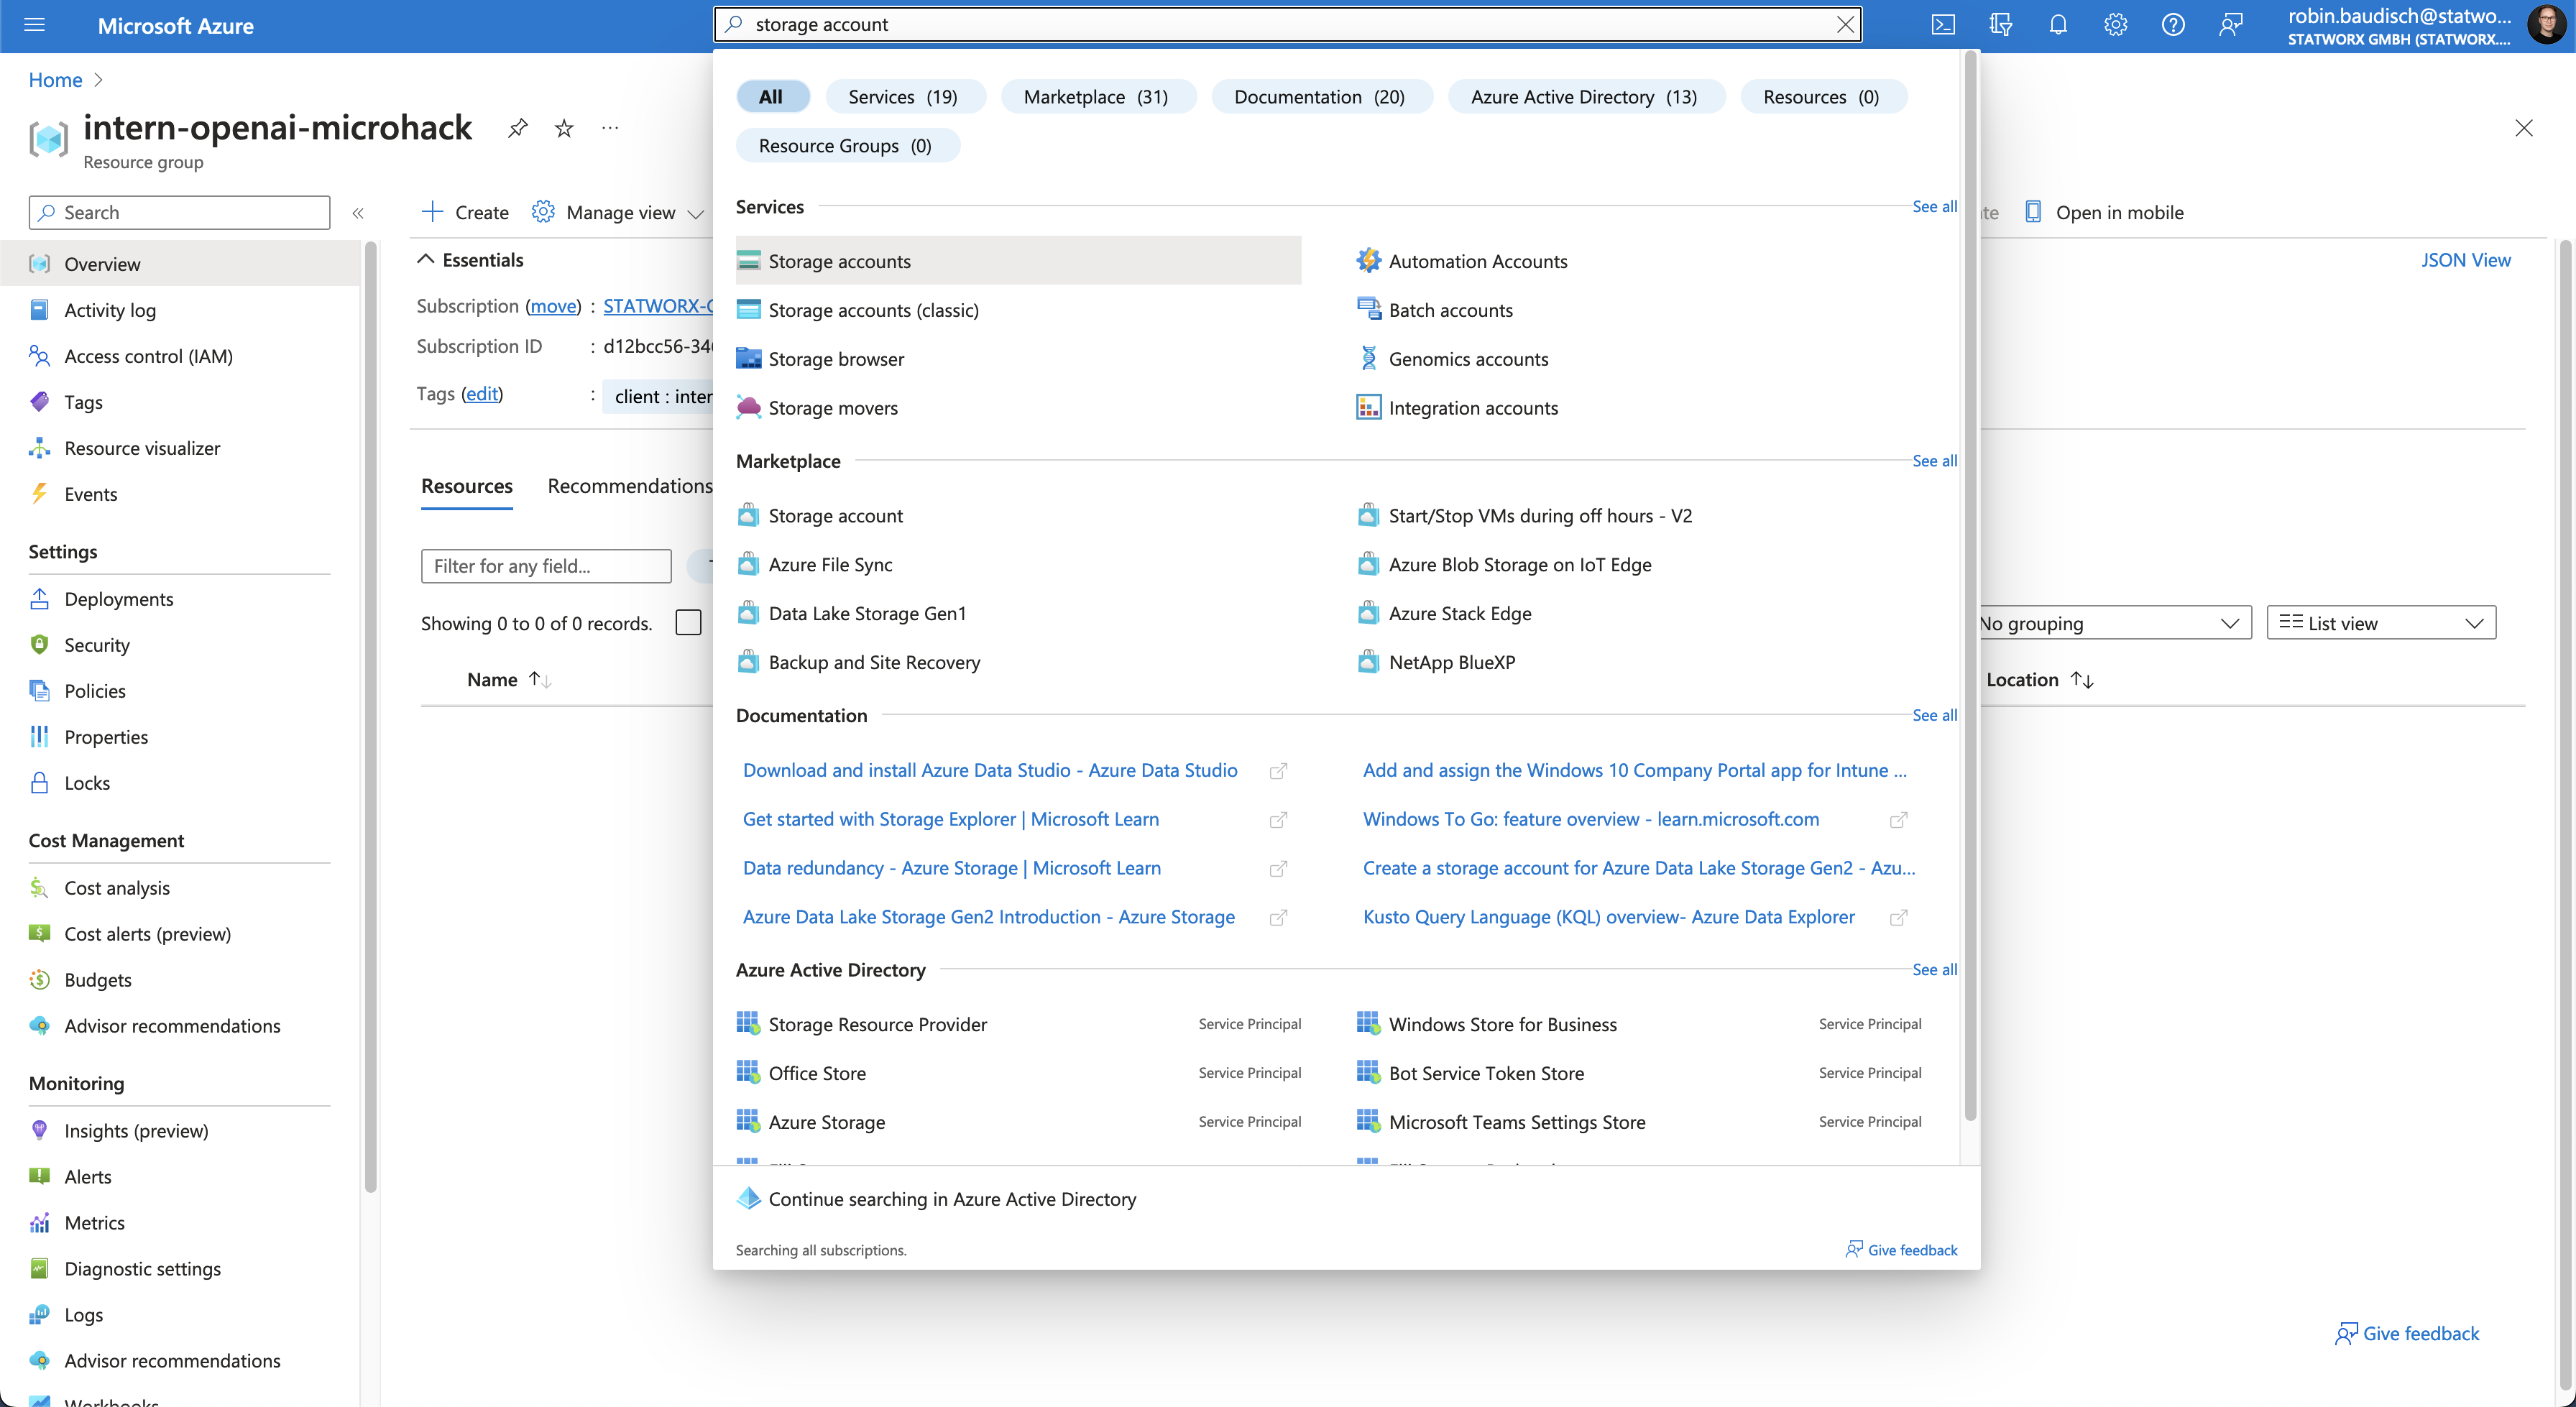 Microsoft Azure
storage account
robin.baudisch@statwo...
STATWORX GMBH (STATWORX....
Home
intern-openai-microhack
Resource group
Search
Create
Manage view
Open in mobile
Overview
Activity log
Access control (IAM)
Tags
Resource visualizer
Events
Settings
Deployments
Security
Policies
Properties
Locks
Cost Management
Cost analysis
Cost alerts (preview)
Budgets
Advisor recommendations
Monitoring
Insights (preview)
Alerts
Metrics
Diagnostic settings
Logs
Advisor recommendations
Essentials
JSON View
Subscription (move) : STATWORX-
Subscription ID : d12bcc56-34
Tags (edit) : client : inter
Resources Recommendations
Filter for any field...
Showing 0 to 0 of 0 records.
No grouping
List view
Name
Location
All
Services (19)
Marketplace (31)
Documentation (20)
Azure Active Directory (13)
Resources (0)
Resource Groups (0)
Services
See all
Storage accounts
Automation Accounts
Storage accounts (classic)
Batch accounts
Storage browser
Genomics accounts
Storage movers
Integration accounts
Marketplace
See all
Storage account
Start/Stop VMs during off hours - V2
Azure File Sync
Azure Blob Storage on IoT Edge
Data Lake Storage Gen1
Azure Stack Edge
Backup and Site Recovery
NetApp BlueXP
Documentation
See all
Download and install Azure Data Studio - Azure Data Studio
Add and assign the Windows 10 Company Portal app for Intune ...
Get started with Storage Explorer | Microsoft Learn
Windows To Go: feature overview - learn.microsoft.com
Data redundancy - Azure Storage | Microsoft Learn
Create a storage account for Azure Data Lake Storage Gen2 - Azu...
Azure Data Lake Storage Gen2 Introduction - Azure Storage
Kusto Query Language (KQL) overview- Azure Data Explorer
Azure Active Directory
See all
Storage Resource Provider Service Principal
Windows Store for Business Service Principal
Office Store Service Principal
Bot Service Token Store Service Principal
Azure Storage Service Principal
Microsoft Teams Settings Store Service Principal
Continue searching in Azure Active Directory
Searching all subscriptions.
Give feedback
Give feedback